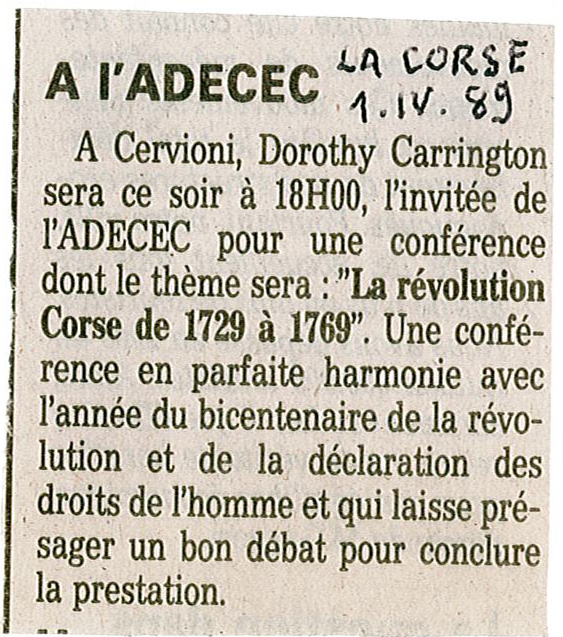 A l'ADECEC
LA CORSE
1.IV.89
A Cervioni, Dorothy Carrington
sera ce soir à 18H00, l'invitée de
l'ADECEC pour une conférence
dont le thème sera : "La révolution
Corse de 1729 à 1769". Une confé-
rence en parfaite harmonie avec
l'année du bicentenaire de la révo-
lution et de la déclaration des
droits de l'homme et qui laisse pré-
sager un bon débat pour conclure
la prestation.